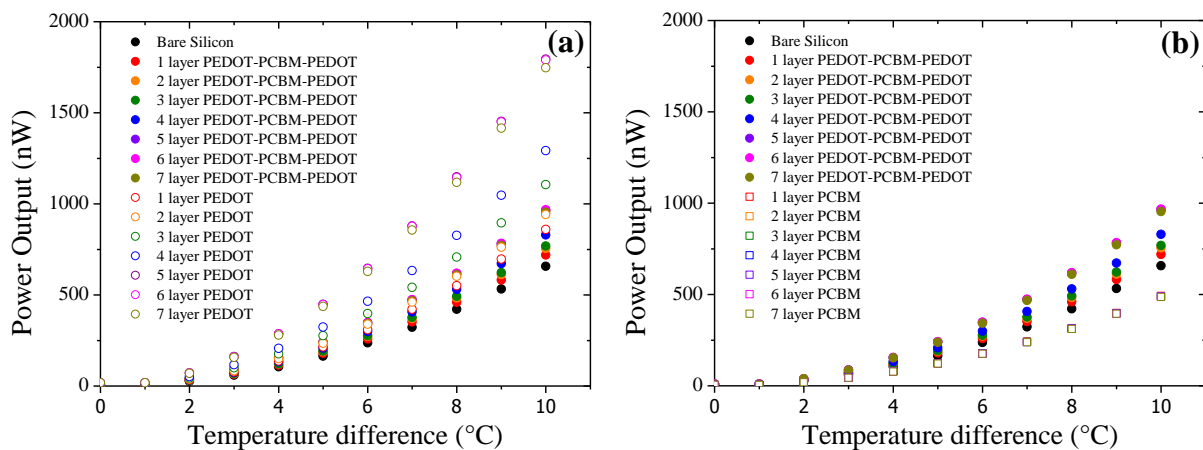 (a)
Power Output (nW)
2000
1500
1000
500
0
Bare Silicon
1 layer PEDOT-PCBM-PEDOT
2 layer PEDOT-PCBM-PEDOT
3 layer PEDOT-PCBM-PEDOT
4 layer PEDOT-PCBM-PEDOT
5 layer PEDOT-PCBM-PEDOT
6 layer PEDOT-PCBM-PEDOT
7 layer PEDOT-PCBM-PEDOT
1 layer PEDOT
2 layer PEDOT
3 layer PEDOT
4 layer PEDOT
5 layer PEDOT
6 layer PEDOT
7 layer PEDOT
0 2 4 6 8 10
Temperature difference (°C)
(b)
Power Output (nW)
2000
1500
1000
500
0
Bare Silicon
1 layer PEDOT-PCBM-PEDOT
2 layer PEDOT-PCBM-PEDOT
3 layer PEDOT-PCBM-PEDOT
4 layer PEDOT-PCBM-PEDOT
5 layer PEDOT-PCBM-PEDOT
6 layer PEDOT-PCBM-PEDOT
7 layer PEDOT-PCBM-PEDOT
1 layer PCBM
2 layer PCBM
3 layer PCBM
4 layer PCBM
5 layer PCBM
6 layer PCBM
7 layer PCBM
0 2 4 6 8 10
Temperature difference (°C)